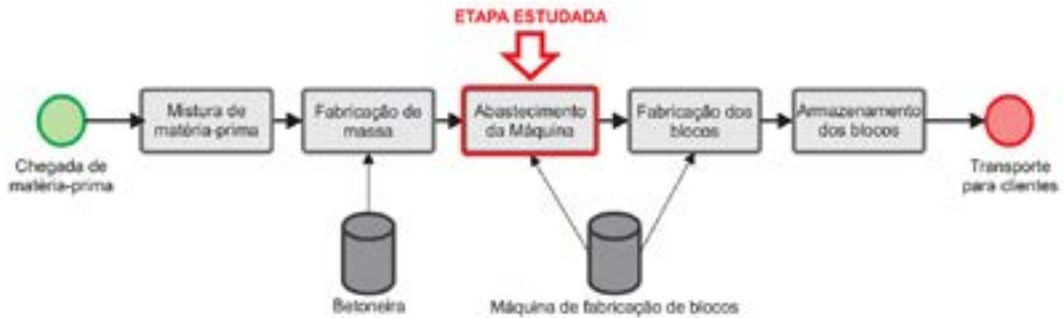 ETAPA ESTUDADA
Mistura de
matéria-prima
Fabricação de
massa
Abastecimento
da Máquina
Fabricação dos
blocos
Armazenamento
dos blocos
Chegada de
matéria-prima
Transporte
para clientes
Betoneira
Máquina de fabricação de blocos